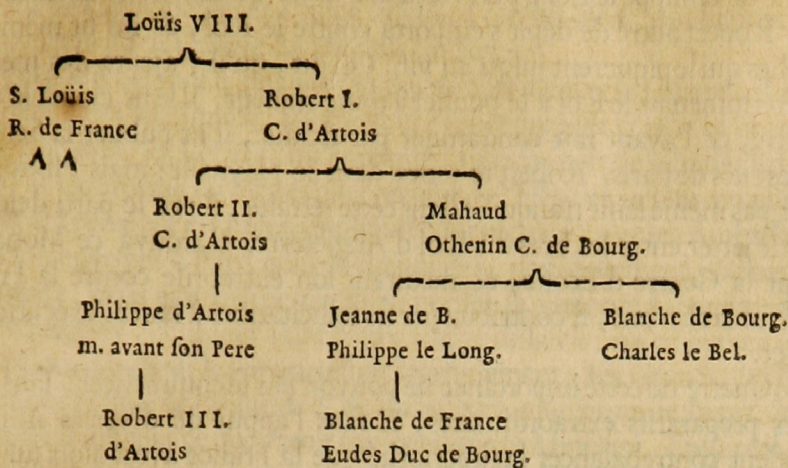 Loüis VIII.
S. Loüis
R. de France
Robert I.
C. d'Artois
Robert II.
C. d'Artois
Mahaud
Othenin C. de Bourg.
Philippe d'Artois
m. avant ſon Pere
Jeanne de B.
Philippe le Long.
Blanche de Bourg.
Charles le Bel.
Robert III.
d'Artois
Blanche de France
Eudes Duc de Bourg.